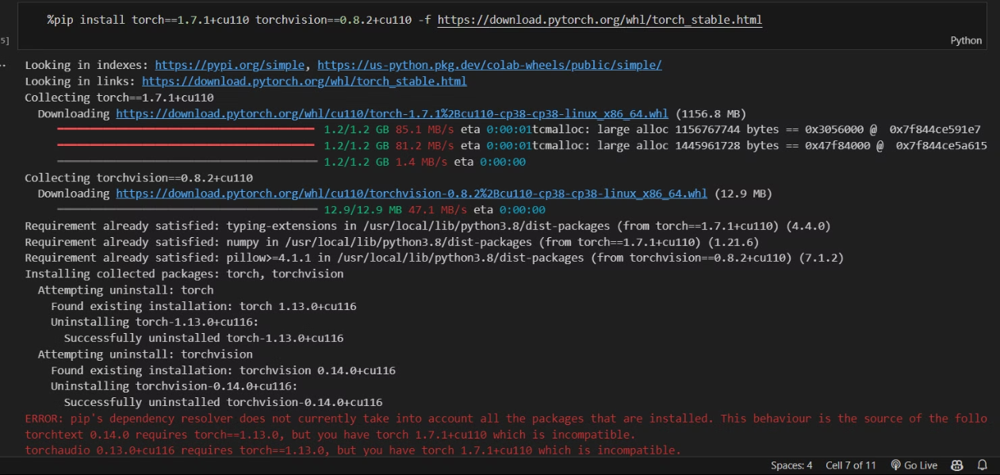 %pip install torch==1.7.1+cu110 torchvision==0.8.2+cu110 -f https://download.pytorch.org/whl/torch_stable.html
5]
Python
Looking in indexes: https://pypi.org/simple, https://us-python.pkg.dev/colab-wheels/public/simple/
Looking in links: https://download.pytorch.org/whl/torch_stable.html
Collecting torch==1.7.1+cu110
Downloading https://download.pytorch.org/whl/cu110/torch-1.7.1%2Bcu110-cp38-cp38-linux_x86_64.whl (1156.8 MB)
1.2/1.2 GB 85.1 MB/s eta 0:00:01tcmalloc: large alloc 1156767744 bytes == 0x3056000 @ 0x7f844ce591e7
1.2/1.2 GB 81.2 MB/s eta 0:00:01tcmalloc: large alloc 1445961728 bytes == 0x47f84000 @ 0x7f844ce5a615
1.2/1.2 GB 1.4 MB/s eta 0:00:00
Collecting torchvision==0.8.2+cu110
Downloading https://download.pytorch.org/whl/cu110/torchvision-0.8.2%2Bcu110-cp38-cp38-linux_x86_64.whl (12.9 MB)
12.9/12.9 MB 47.1 MB/s eta 0:00:00
Requirement already satisfied: typing-extensions in /usr/local/lib/python3.8/dist-packages (from torch==1.7.1+cu110) (4.4.0)
Requirement already satisfied: numpy in /usr/local/lib/python3.8/dist-packages (from torch==1.7.1+cu110) (1.21.6)
Requirement already satisfied: pillow>=4.1.1 in /usr/local/lib/python3.8/dist-packages (from torchvision==0.8.2+cu110) (7.1.2)
Installing collected packages: torch, torchvision
Attempting uninstall: torch
Found existing installation: torch 1.13.0+cu116
Uninstalling torch-1.13.0+cu116:
Successfully uninstalled torch-1.13.0+cu116
Attempting uninstall: torchvision
Found existing installation: torchvision 0.14.0+cu116
Uninstalling torchvision-0.14.0+cu116:
Successfully uninstalled torchvision-0.14.0+cu116
ERROR: pip's dependency resolver does not currently take into account all the packages that are installed. This behaviour is the source of the follo
torchtext 0.14.0 requires torch==1.13.0, but you have torch 1.7.1+cu110 which is incompatible.
torchaudio 0.13.0+cu116 requires torch==1.13.0, but you have torch 1.7.1+cu110 which is incompatible.
Spaces: 4 Cell 7 of 11 Go Live